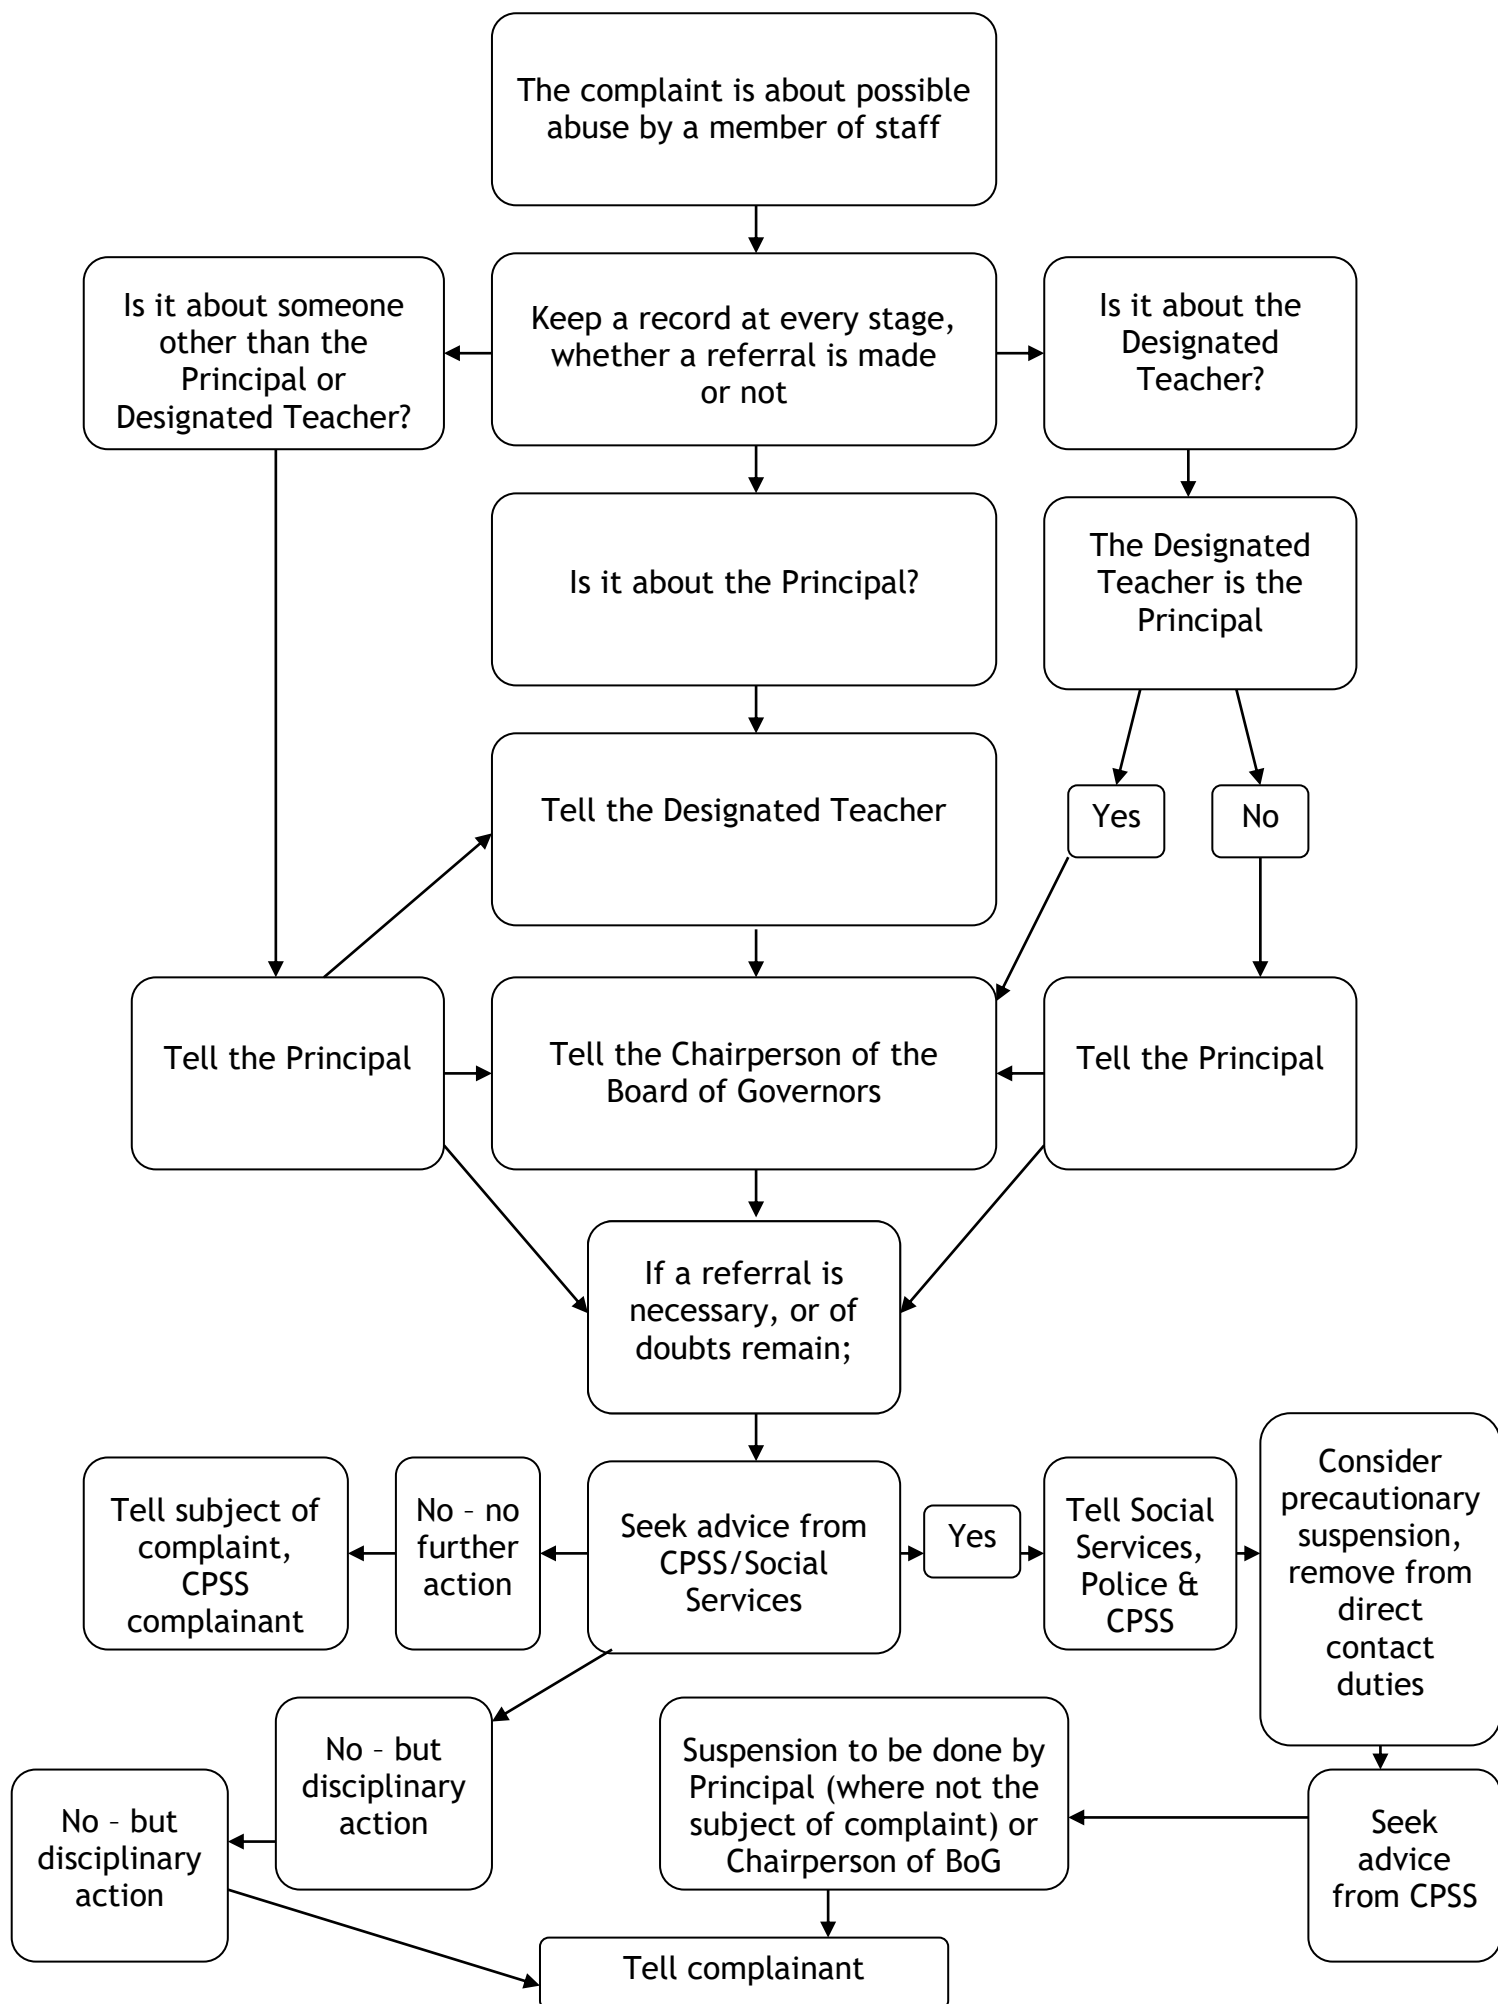 The complaint is about possible
abuse by a member of staff
Is it about someone
other than the
Principal or
Designated Teacher?
Keep a record at every stage,
whether a referral is made
or not
Is it about the
Designated
Teacher?
Is it about the Principal?
The Designated
Teacher is the
Principal
Tell the Designated Teacher
Yes
No
Tell the Principal
Tell the Chairperson of the
Board of Governors
Tell the Principal
If a referral is
necessary, or of
doubts remain;
Tell subject of
complaint,
CPSS
complainant
No – no
further
action
Seek advice from
CPSS/Social
Services
Yes
Tell Social
Services,
Police &
CPSS
Consider
precautionary
suspension,
remove from
direct
contact
duties
No – but
disciplinary
action
No – but
disciplinary
action
Suspension to be done by
Principal (where not the
subject of complaint) or
Chairperson of BoG
Seek
advice
from CPSS
Tell complainant